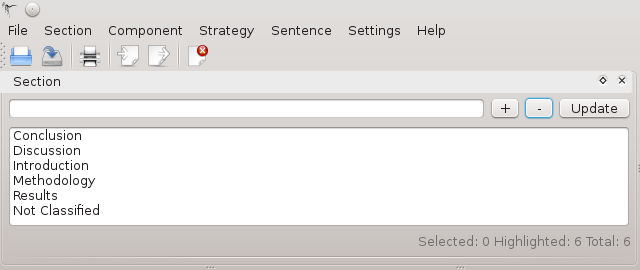 File Section Component Strategy Sentence Settings Help
Section
+ - Update
Conclusion
Discussion
Introduction
Methodology
Results
Not Classified
Selected: 0 Highlighted: 6 Total: 6